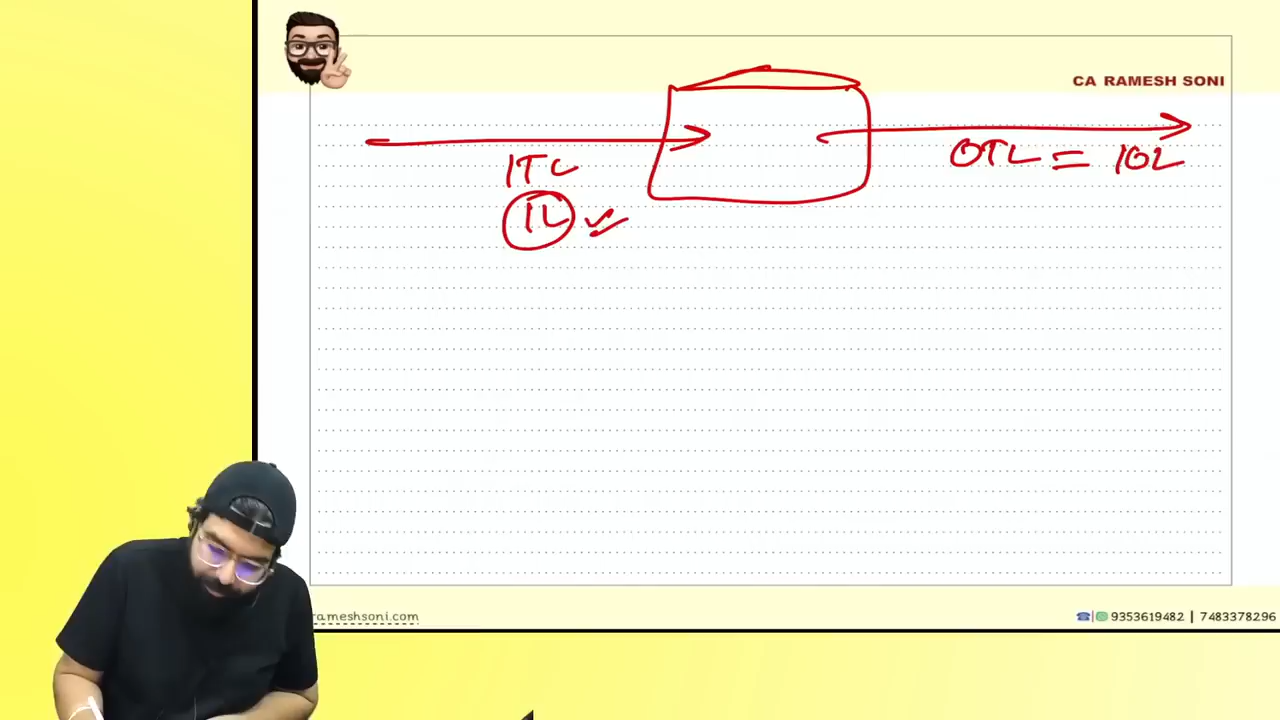 CA RAMESH SONI
ITC
1L
OTL = 10L
rameshsoni.com
9353619482 | 7483378296